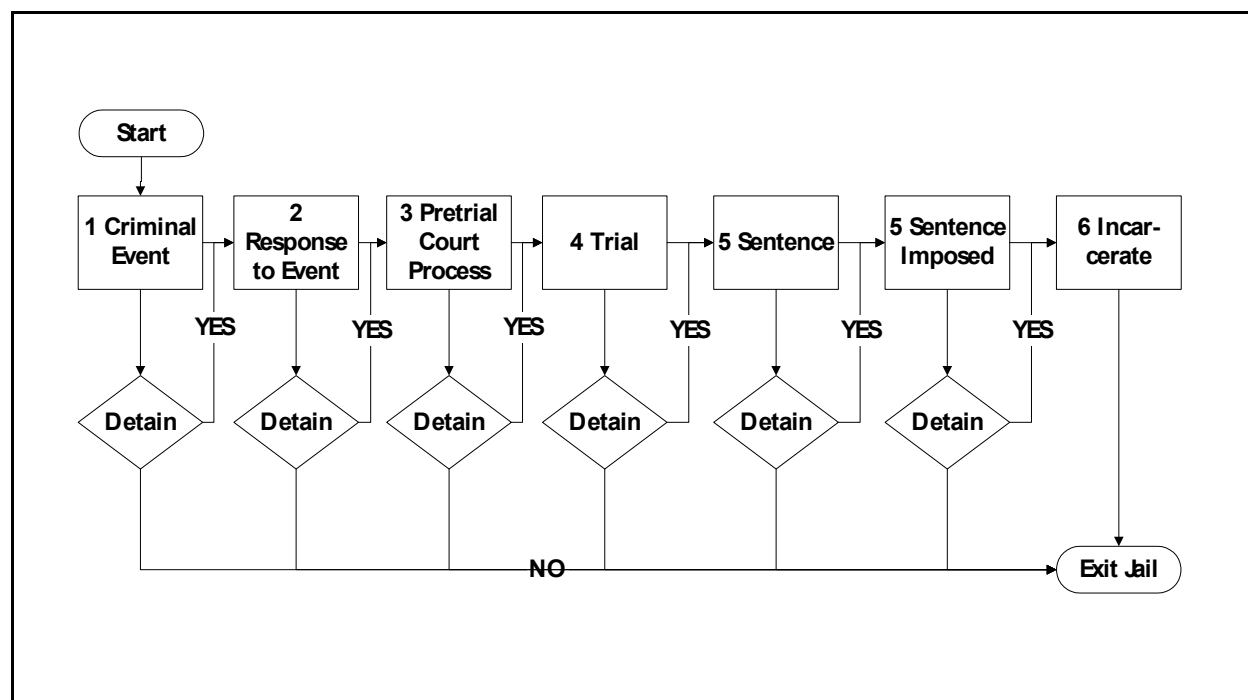 Start
1 Criminal
Event
2
Response
to Event
3 Pretrial
Court
Process
4 Trial
5 Sentence
5 Sentence
Imposed
6 Incar-
cerate
YES
YES
YES
YES
YES
YES
Detain
Detain
Detain
Detain
Detain
Detain
NO
Exit Jail